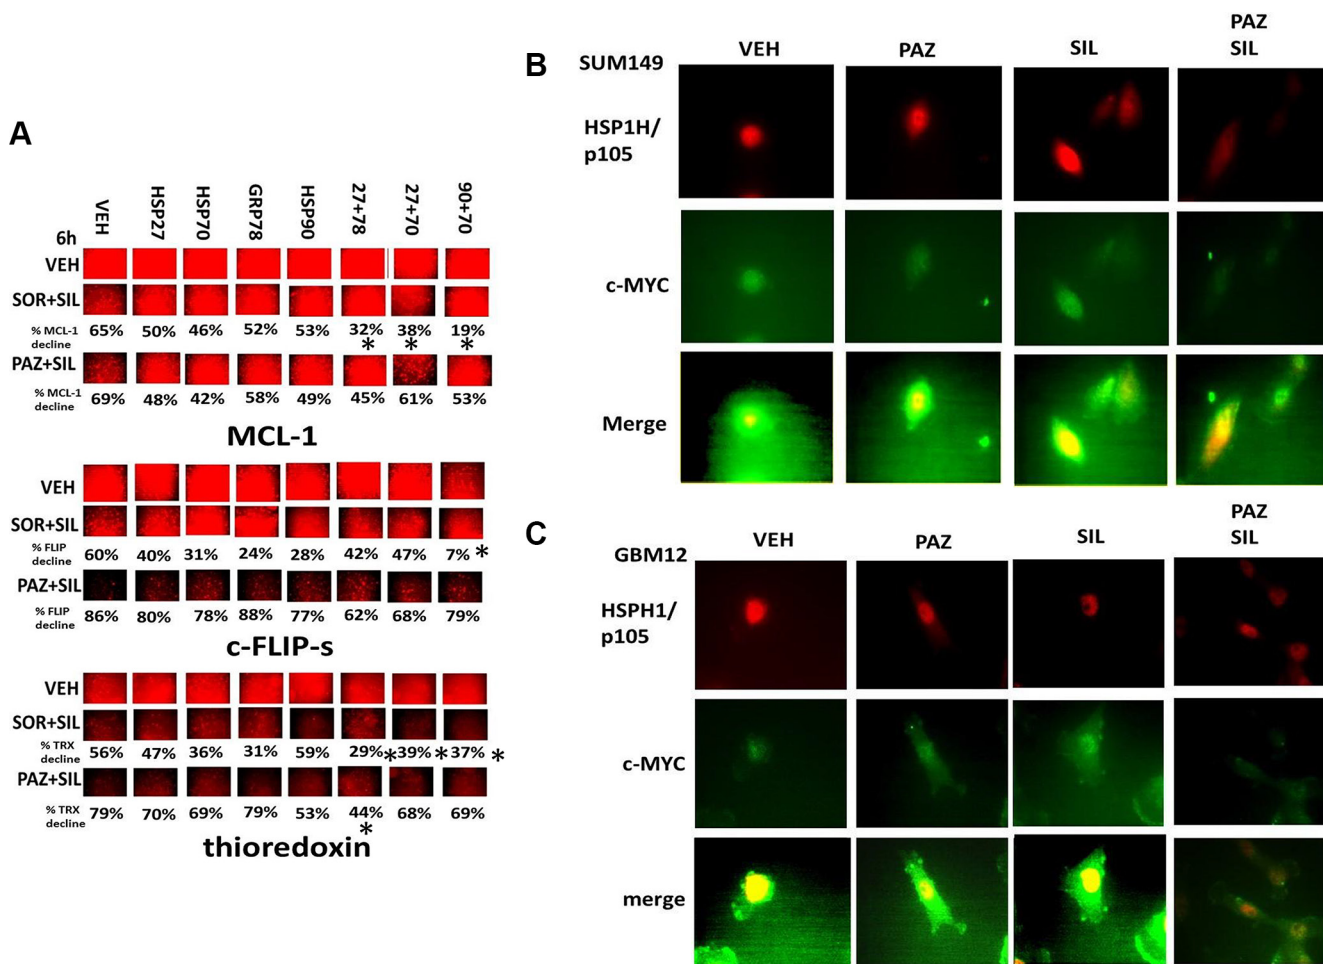 A
VEH HSP27 HSP70 GRP78 HSP90 27+78 27+70 90+70
6h
VEH
SOR+SIL
% MCL-1 decline 65% 50% 46% 52% 53% 32% 38% 19%
* * *
PAZ+SIL
% MCL-1 decline 69% 48% 42% 58% 49% 45% 61% 53%
MCL-1
VEH
SOR+SIL
% FLIP decline 60% 40% 31% 24% 28% 42% 47% 7% *
PAZ+SIL
% FLIP decline 86% 80% 78% 88% 77% 62% 68% 79%
c-FLIP-s
VEH
SOR+SIL
% TRX decline 56% 47% 36% 31% 59% 29% * 39% * 37% *
PAZ+SIL
% TRX decline 79% 70% 69% 79% 53% 44% 68% 69%
*
thioredoxin
B
SUM149
VEH PAZ SIL PAZ SIL
HSP1H/
p105
c-MYC
Merge
C
GBM12
VEH PAZ SIL PAZ SIL
HSPH1/
p105
c-MYC
merge